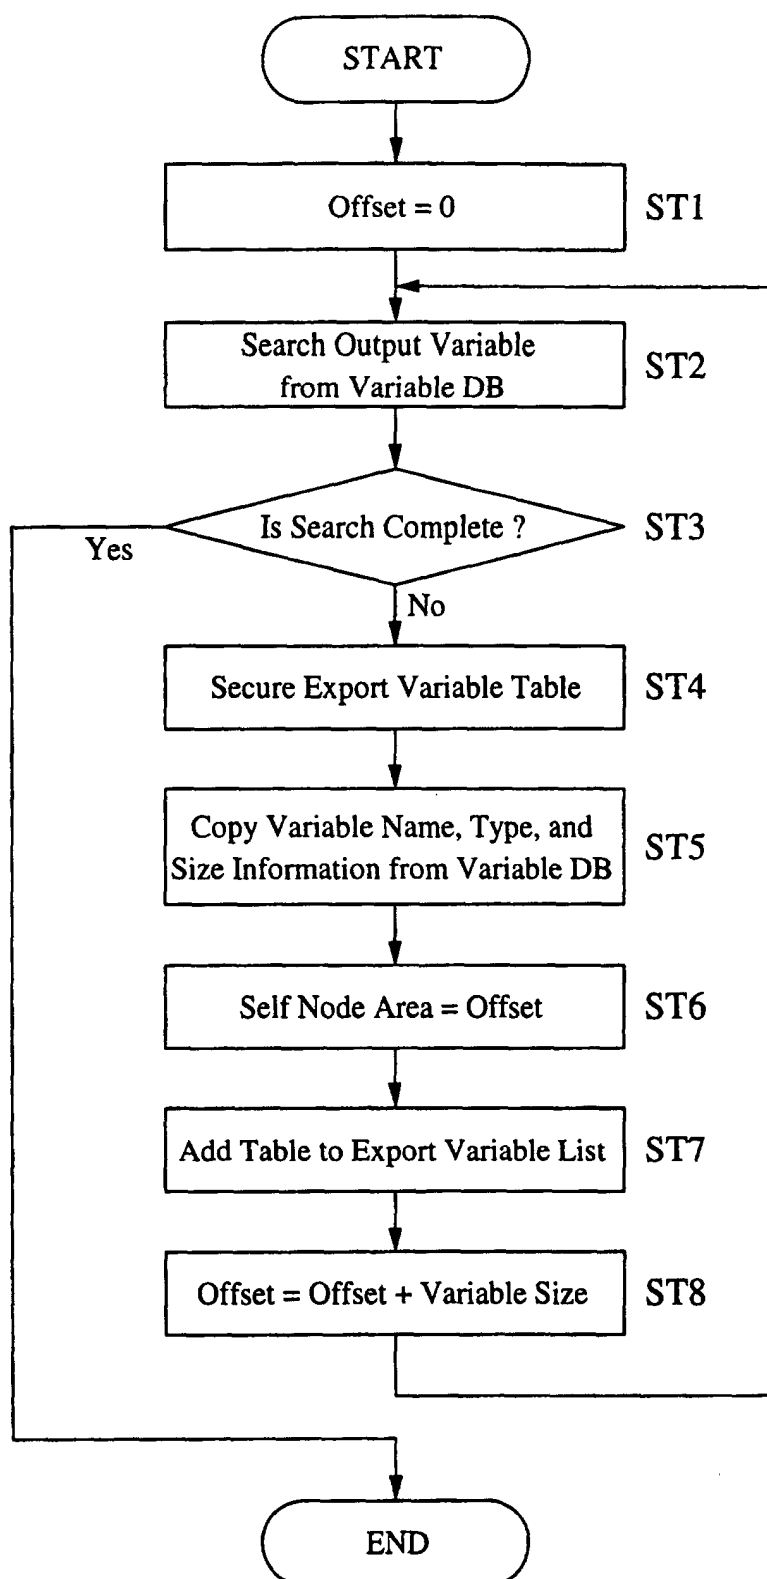 START
Offset = 0
ST1
Search Output Variable
from Variable DB
ST2
Is Search Complete ?
ST3
Yes
No
Secure Export Variable Table
ST4
Copy Variable Name, Type, and
Size Information from Variable DB
ST5
Self Node Area = Offset
ST6
Add Table to Export Variable List
ST7
Offset = Offset + Variable Size
ST8
END